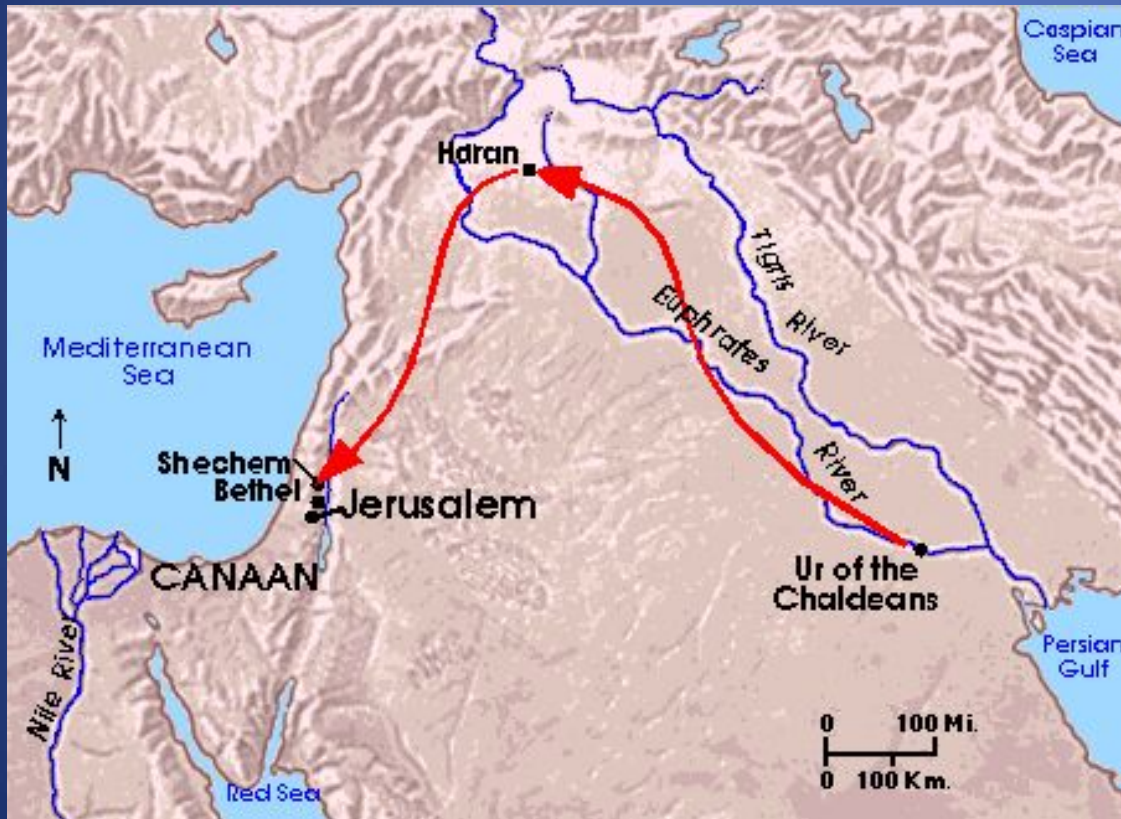 Caspian
Sea
Haran
Tigris
River
Euphrates
River
Mediterranean
Sea
N
Shechem
Bethel
Jerusalem
CANAAN
Ur of the
Chaldeans
Nile River
Persian
Gulf
Red Sea
0 100 Mi.
0 100 Km.